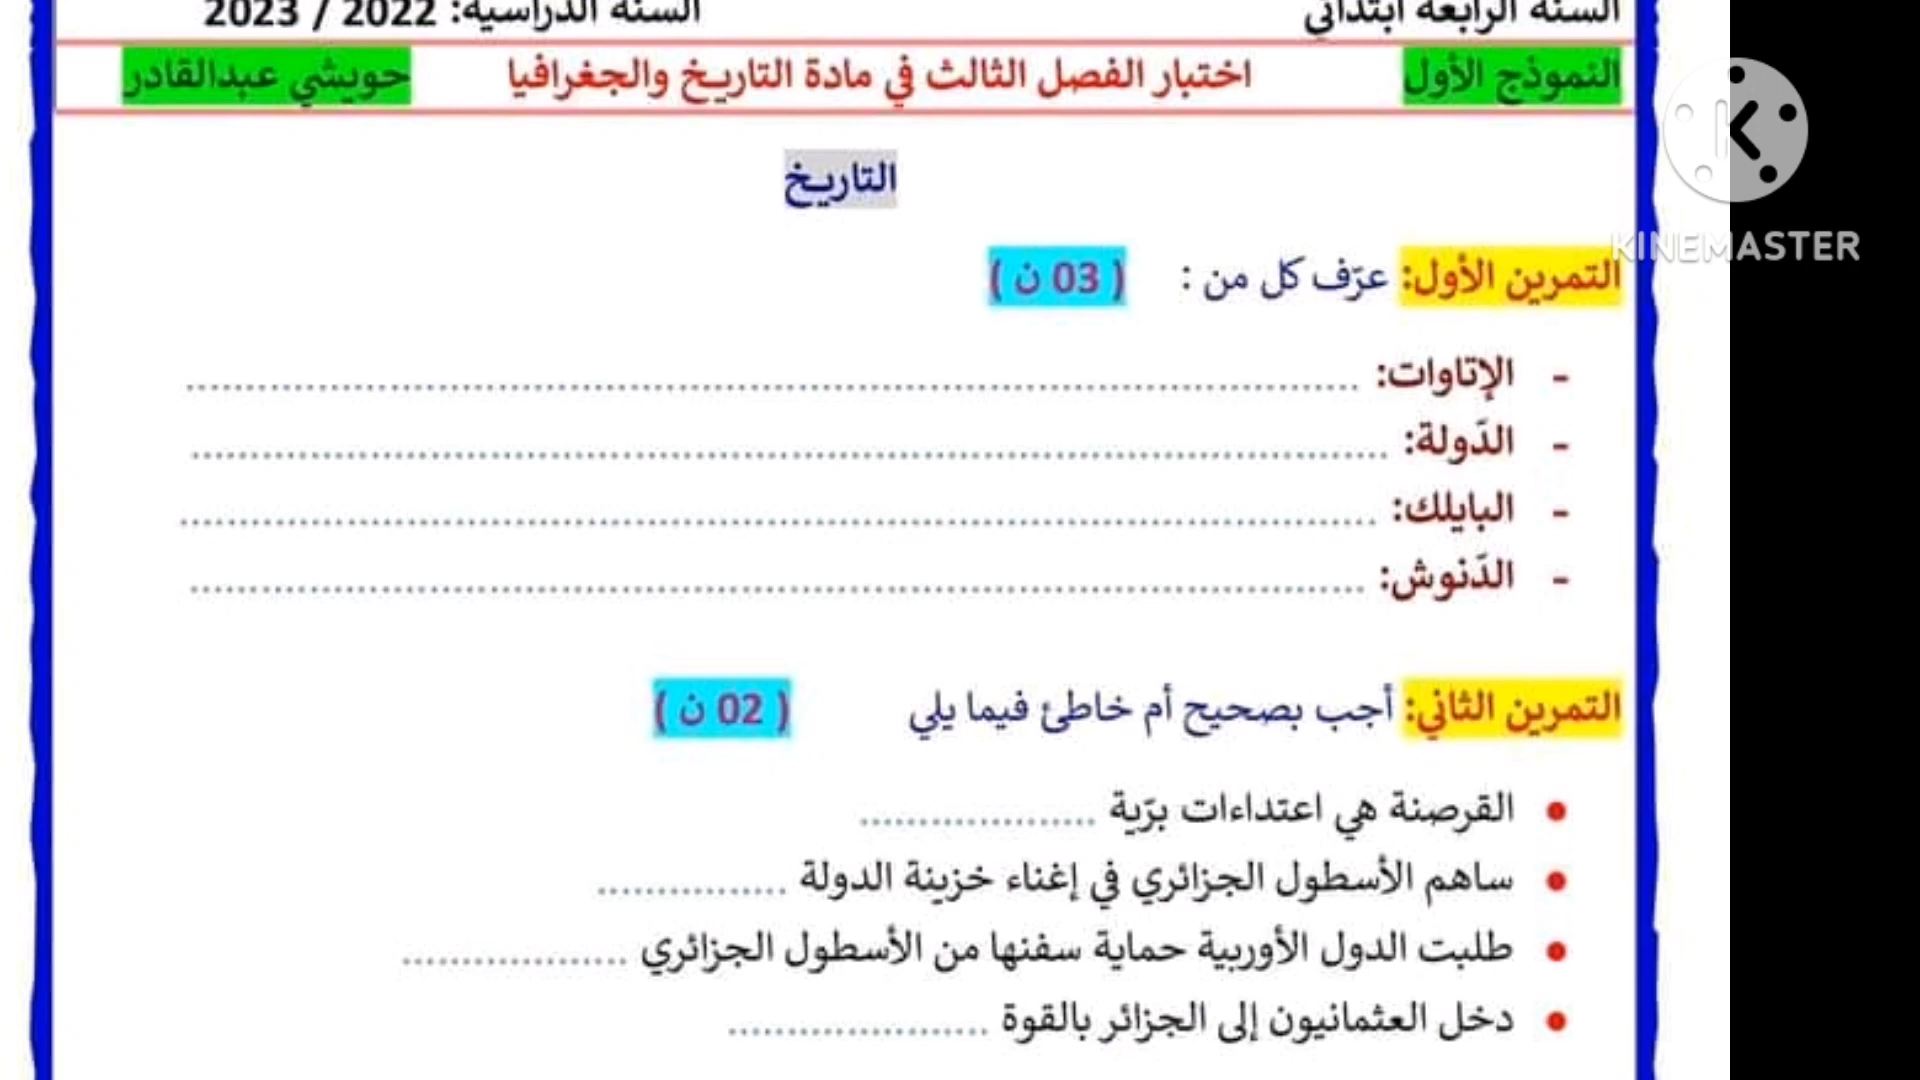 السنة الرابعة ابتدائي السنة الدراسية: 2022 / 2023
النموذج الأول اختبار الفصل الثالث في مادة التاريخ والجغرافيا حويشي عبدالقادر
التاريخ
KINEMASTER
التمرين الأول: عرّف كل من : ( 03 ن )
- الإتاوات: ........................................................................
- الدّولة: ........................................................................
- البايلك: ........................................................................
- الدّنوش: ........................................................................
التمرين الثاني: أجب بصحيح أم خاطئ فيما يلي ( 02 ن )
• القرصنة هي اعتداءات برّية ....................
• ساهم الأسطول الجزائري في إغناء خزينة الدولة ................
• طلبت الدول الأوربية حماية سفنها من الأسطول الجزائري ...................
• دخل العثمانيون إلى الجزائر بالقوة ......................